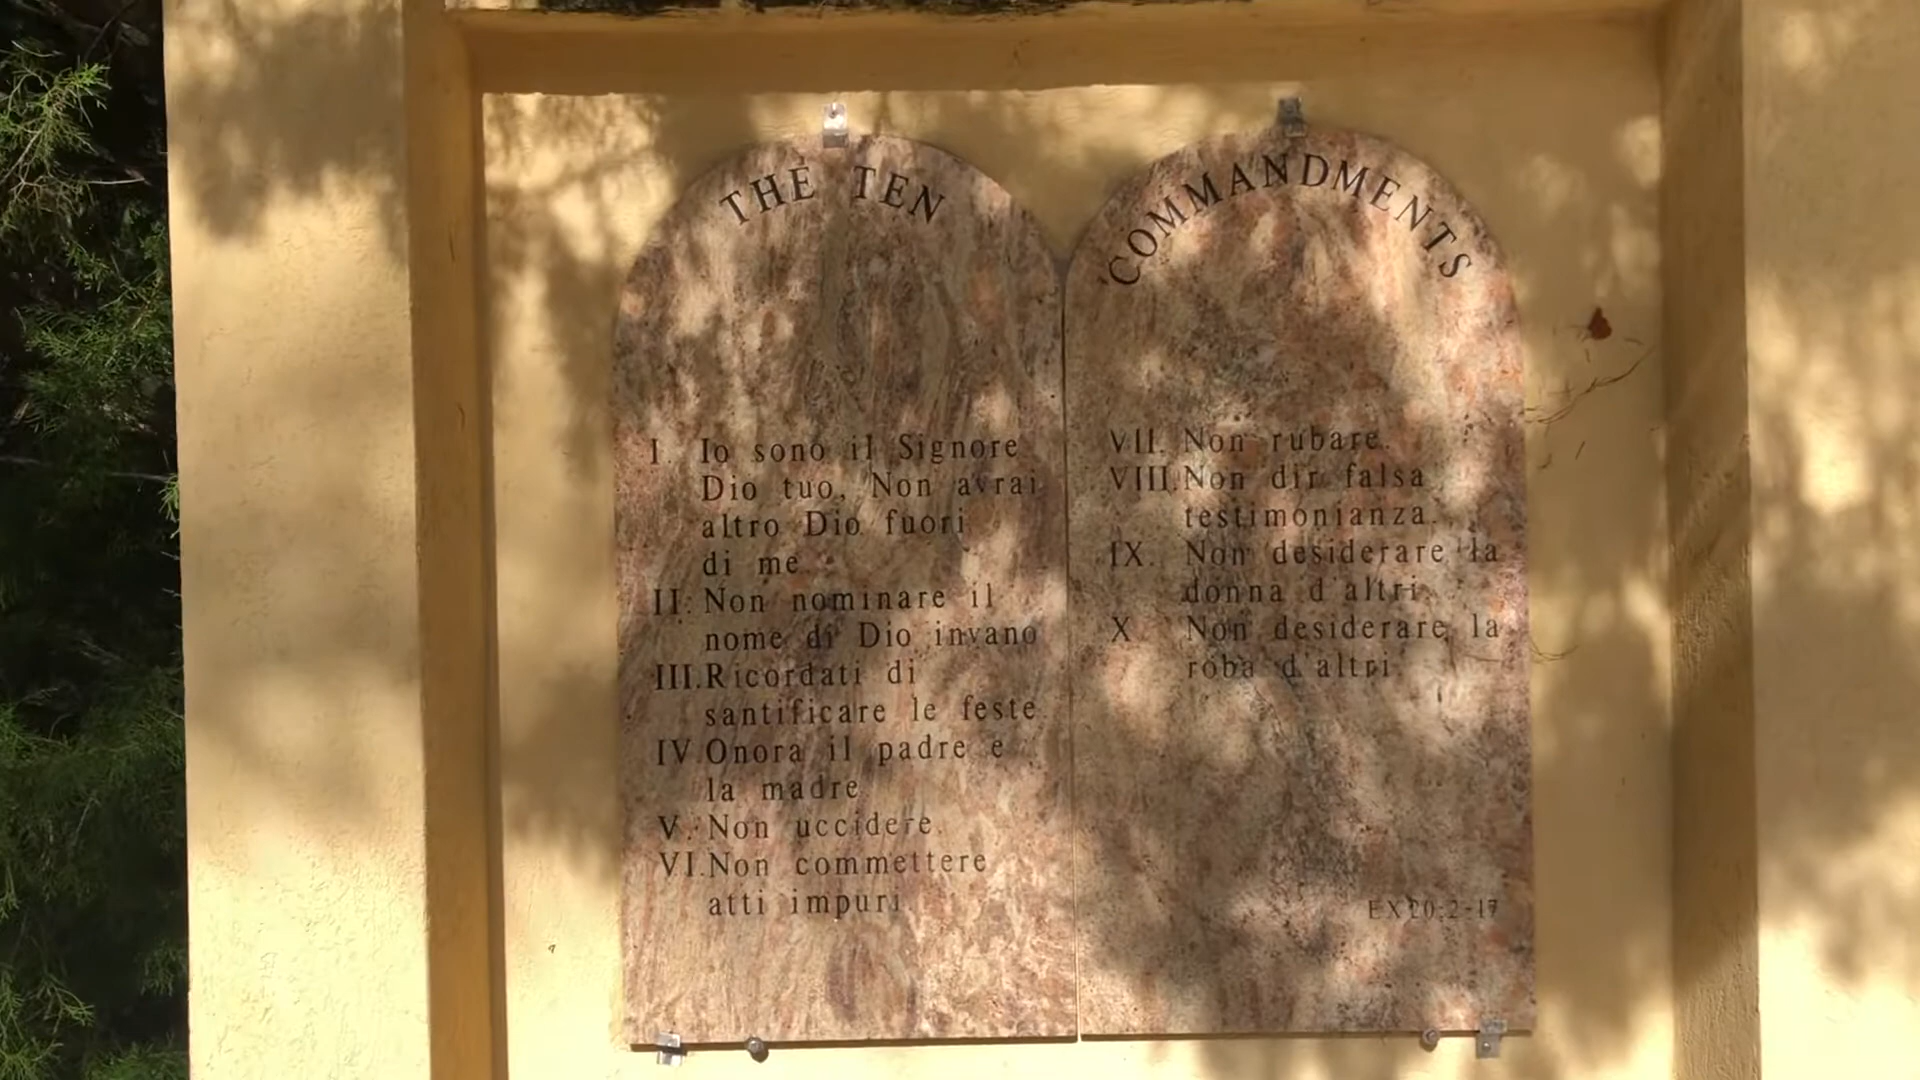 THE TEN
I. Io sono il Signore
Dio tuo, Non avrai
altro Dio fuori
di me
II. Non nominare il
nome di Dio invano
III. Ricordati di
santificare le feste
IV. Onora il padre e
la madre
V. Non uccidere.
VI. Non commettere
atti impuri
COMMANDMENTS
VII. Non rubare.
VIII. Non dir falsa
testimonianza.
IX. Non desiderare la
donna d'altri.
X Non desiderare la
roba d'altri
EX 20:2-17